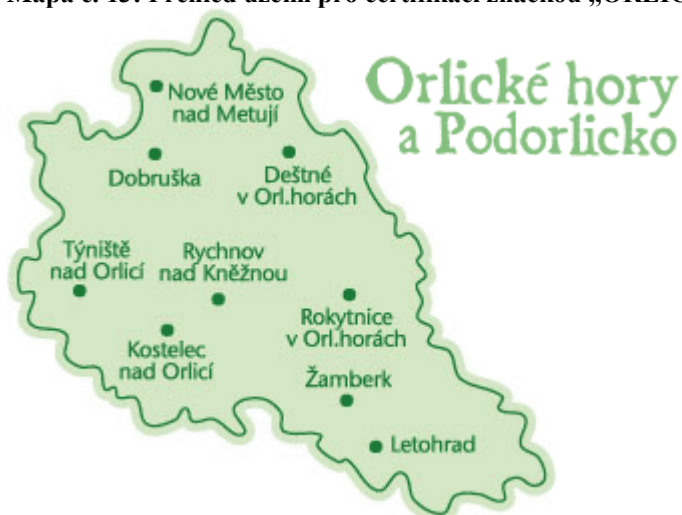 Orlické hory
a Podorlicko
Nové Město
nad Metují
Dobruška
Deštné
v Orl.horách
Týniště
nad Orlicí
Rychnov
nad Kněžnou
Rokytnice
v Orl.horách
Kostelec
nad Orlicí
Žamberk
Letohrad